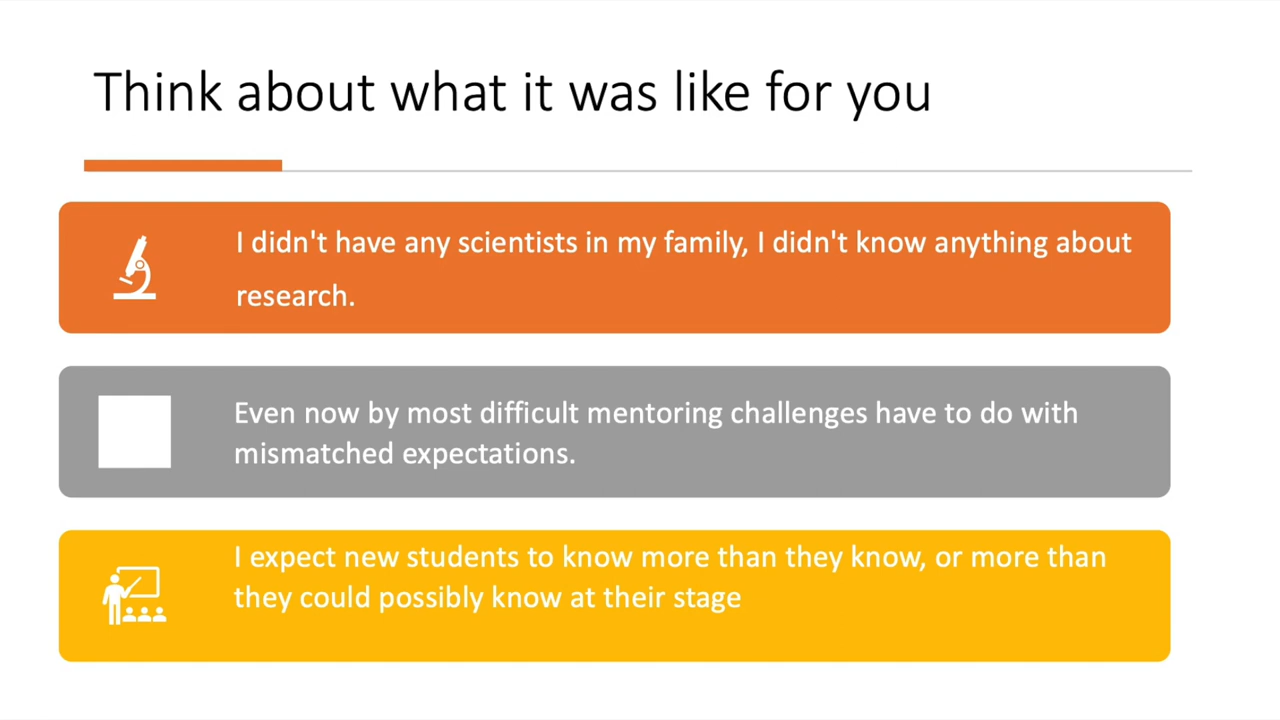 Think about what it was like for you
I didn't have any scientists in my family, I didn't know anything about
research.
Even now by most difficult mentoring challenges have to do with
mismatched expectations.
I expect new students to know more than they know, or more than
they could possibly know at their stage